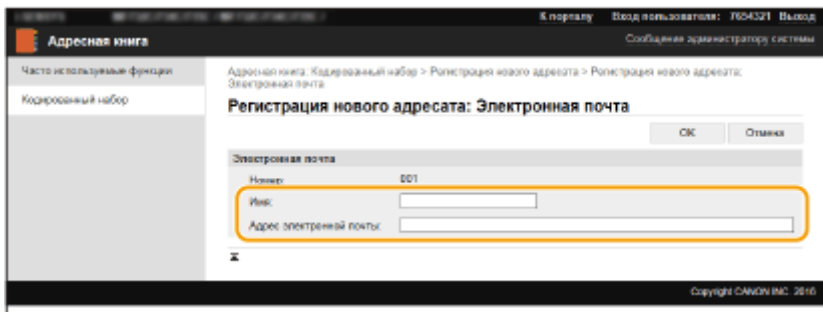 К порталу Вход пользователя: 7654321 Выход
Адресная книга
Сообщение администратору системы
Часто используемые функции
Кодированный набор
Адресная книга: Кодированный набор > Регистрация нового адресата > Регистрация нового адресата:
Электронная почта
Регистрация нового адресата: Электронная почта
OK Отмена
Электронная почта
Номер: 001
Имя:
Адрес электронной почты:
Copyright CANON INC. 2016